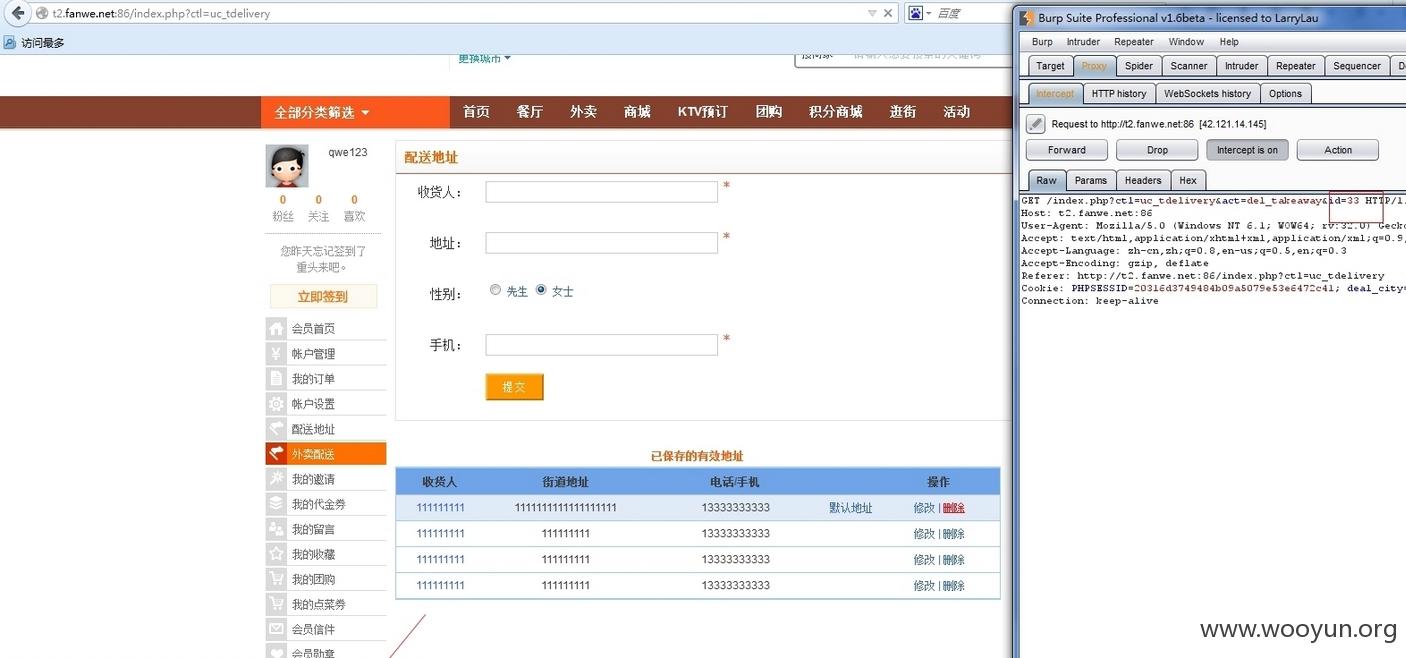 t2.fanwe.net:86/index.php?ctl=uc_tdelivery
百度
访问最多
更换城市
全部分类筛选 首页 餐厅 外卖 商城 KTV预订 团购 积分商城 逛街 活动
qwe123
0 0 0
粉丝 关注 喜欢
您昨天忘记签到了
重头来吧。
立即签到
会员首页
帐户管理
我的订单
帐户设置
配送地址
外卖配送
我的邀请
我的代金券
我的留言
我的收藏
我的团购
我的点菜券
会员信件
会员勋章
配送地址
收货人： *
地址： *
性别： 先生 女士
手机： *
提交
已保存的有效地址
收货人 街道地址 电话/手机 操作
111111111 1111111111111111111 13333333333 默认地址 修改 | 删除
111111111 111111111 13333333333 修改 | 删除
111111111 111111111 13333333333 修改 | 删除
111111111 111111111 13333333333 修改 | 删除
Burp Suite Professional v1.6beta - licensed to LarryLau
Burp Intruder Repeater Window Help
Target Proxy Spider Scanner Intruder Repeater Sequencer
Intercept HTTP history WebSockets history Options
Request to http://t2.fanwe.net:86 [42.121.14.145]
Forward Drop Intercept is on Action
Raw Params Headers Hex
GET /index.php?ctl=uc_tdelivery&act=del_takeaway&id=33 HTTP/1.
Host: t2.fanwe.net:86
User-Agent: Mozilla/5.0 (Windows NT 6.1; WOW64; rv:32.0) Gecko
Accept: text/html,application/xhtml+xml,application/xml;q=0.9,
Accept-Language: zh-cn,zh;q=0.8,en-us;q=0.5,en;q=0.3
Accept-Encoding: gzip, deflate
Referer: http://t2.fanwe.net:86/index.php?ctl=uc_tdelivery
Cookie: PHPSESSID=20316d3749484b09a5079e53e6472c41; deal_city=
Connection: keep-alive
www.wooyun.org